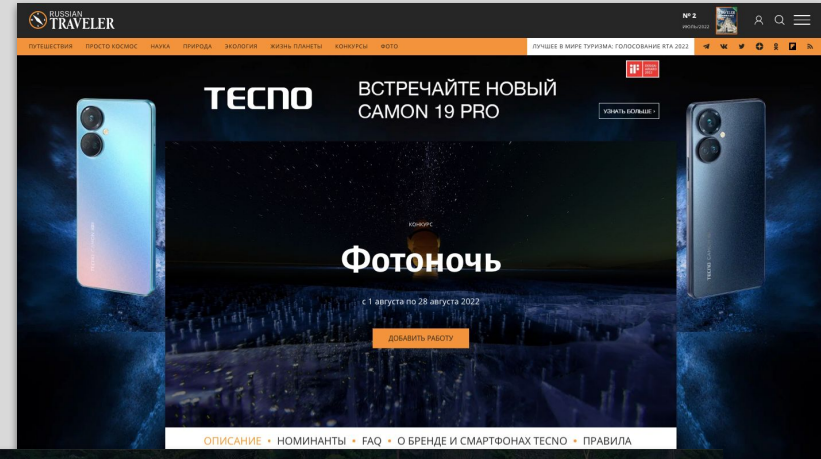 RUSSIAN
TRAVELER
№ 2
ИЮЛЬ/2022
ПУТЕШЕСТВИЯ ПРОСТО КОСМОС НАУКА ПРИРОДА ЭКОЛОГИЯ ЖИЗНЬ ПЛАНЕТЫ КОНКУРСЫ ФОТО
ЛУЧШЕЕ В МИРЕ ТУРИЗМА: ГОЛОСОВАНИЕ RTA 2022
TECNO
ВСТРЕЧАЙТЕ НОВЫЙ
CAMON 19 PRO
УЗНАТЬ БОЛЬШЕ ›
КОНКУРС
Фотоночь
с 1 августа по 28 августа 2022
ДОБАВИТЬ РАБОТУ
ОПИСАНИЕ • НОМИНАНТЫ • FAQ • О БРЕНДЕ И СМАРТФОНАХ TECNO • ПРАВИЛА